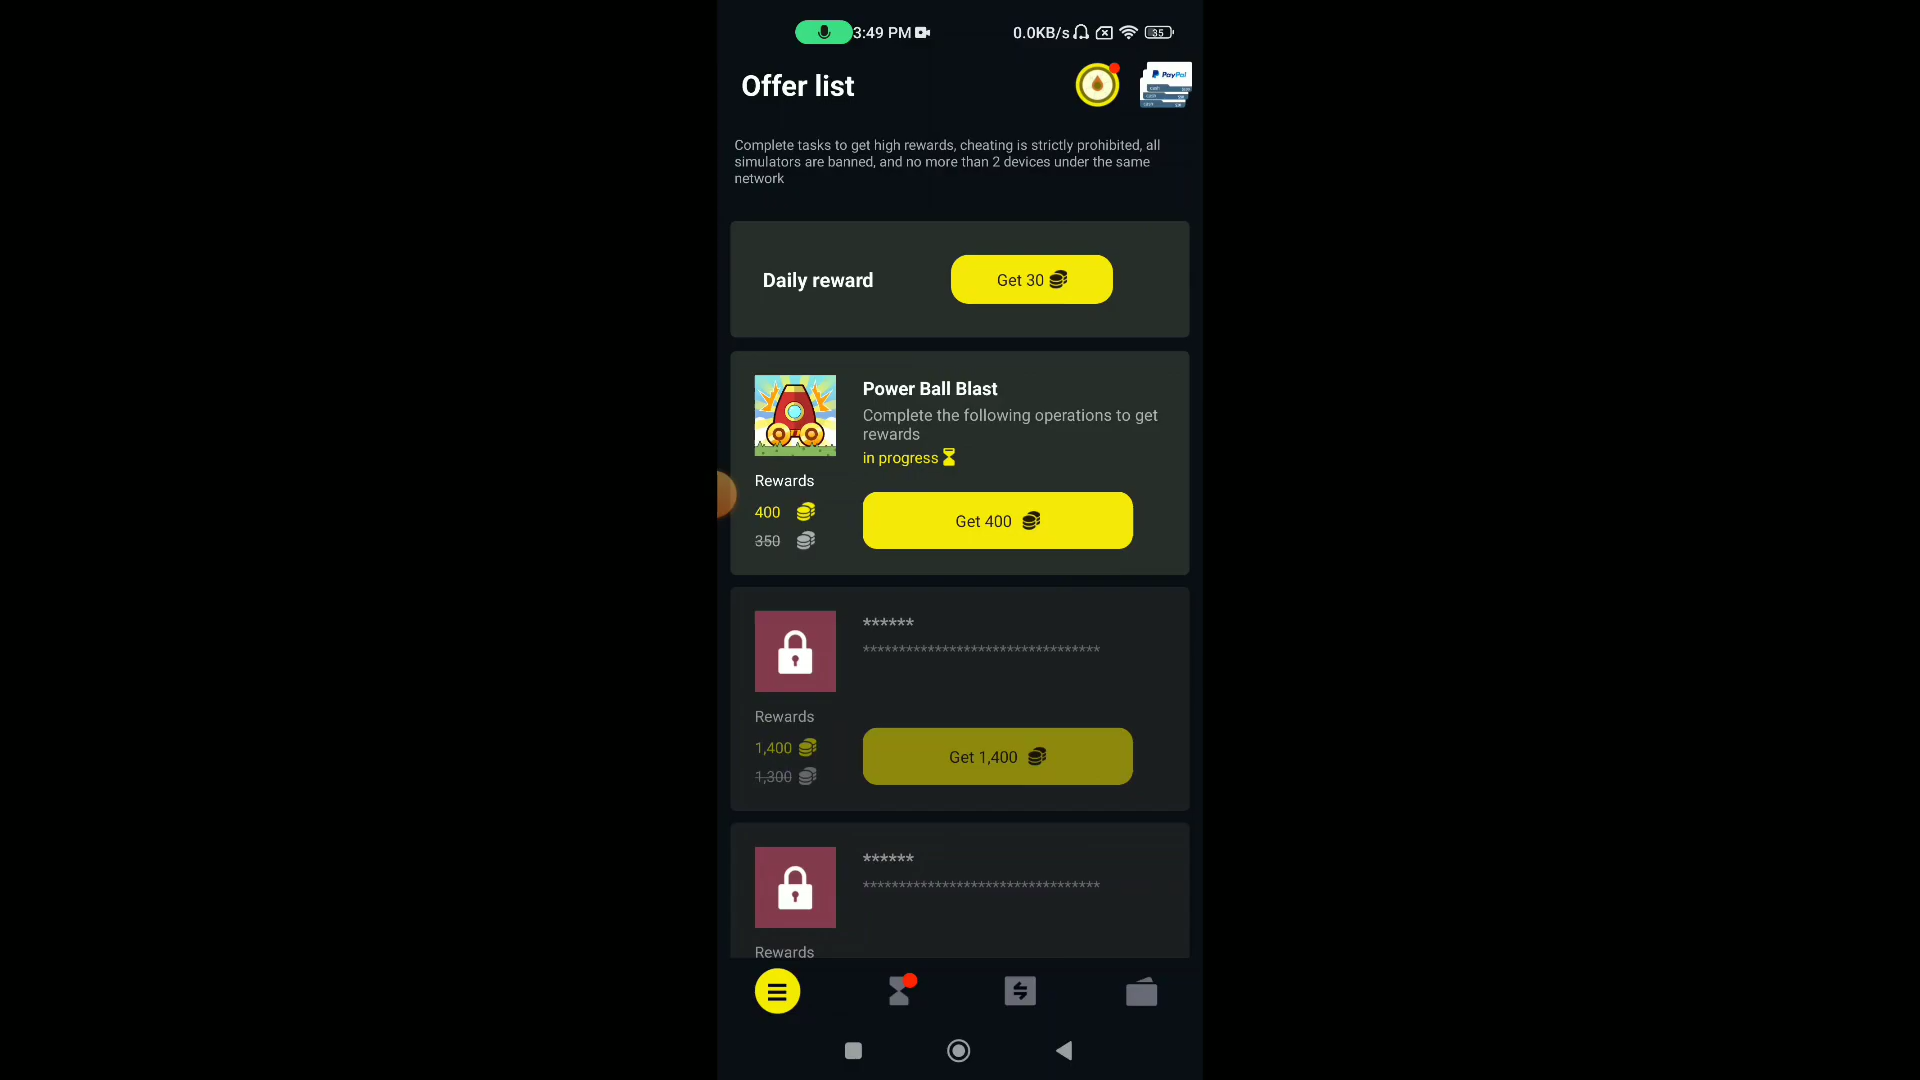 3:49 PM
0.0KB/s
35
Offer list
PayPal
Complete tasks to get high rewards, cheating is strictly prohibited, all
simulators are banned, and no more than 2 devices under the same
network
Daily reward
Get 30
Power Ball Blast
Complete the following operations to get
rewards
in progress
Rewards
400
350
Get 400
******
*********************************
Rewards
1,400
1,300
Get 1,400
******
*********************************
Rewards